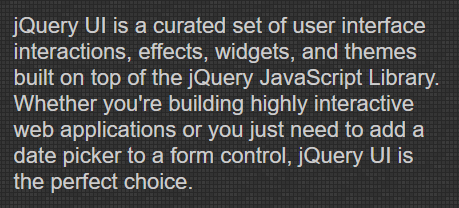 jQuery UI is a curated set of user interface
interactions, effects, widgets, and themes
built on top of the jQuery JavaScript Library.
Whether you're building highly interactive
web applications or you just need to add a
date picker to a form control, jQuery UI is
the perfect choice.